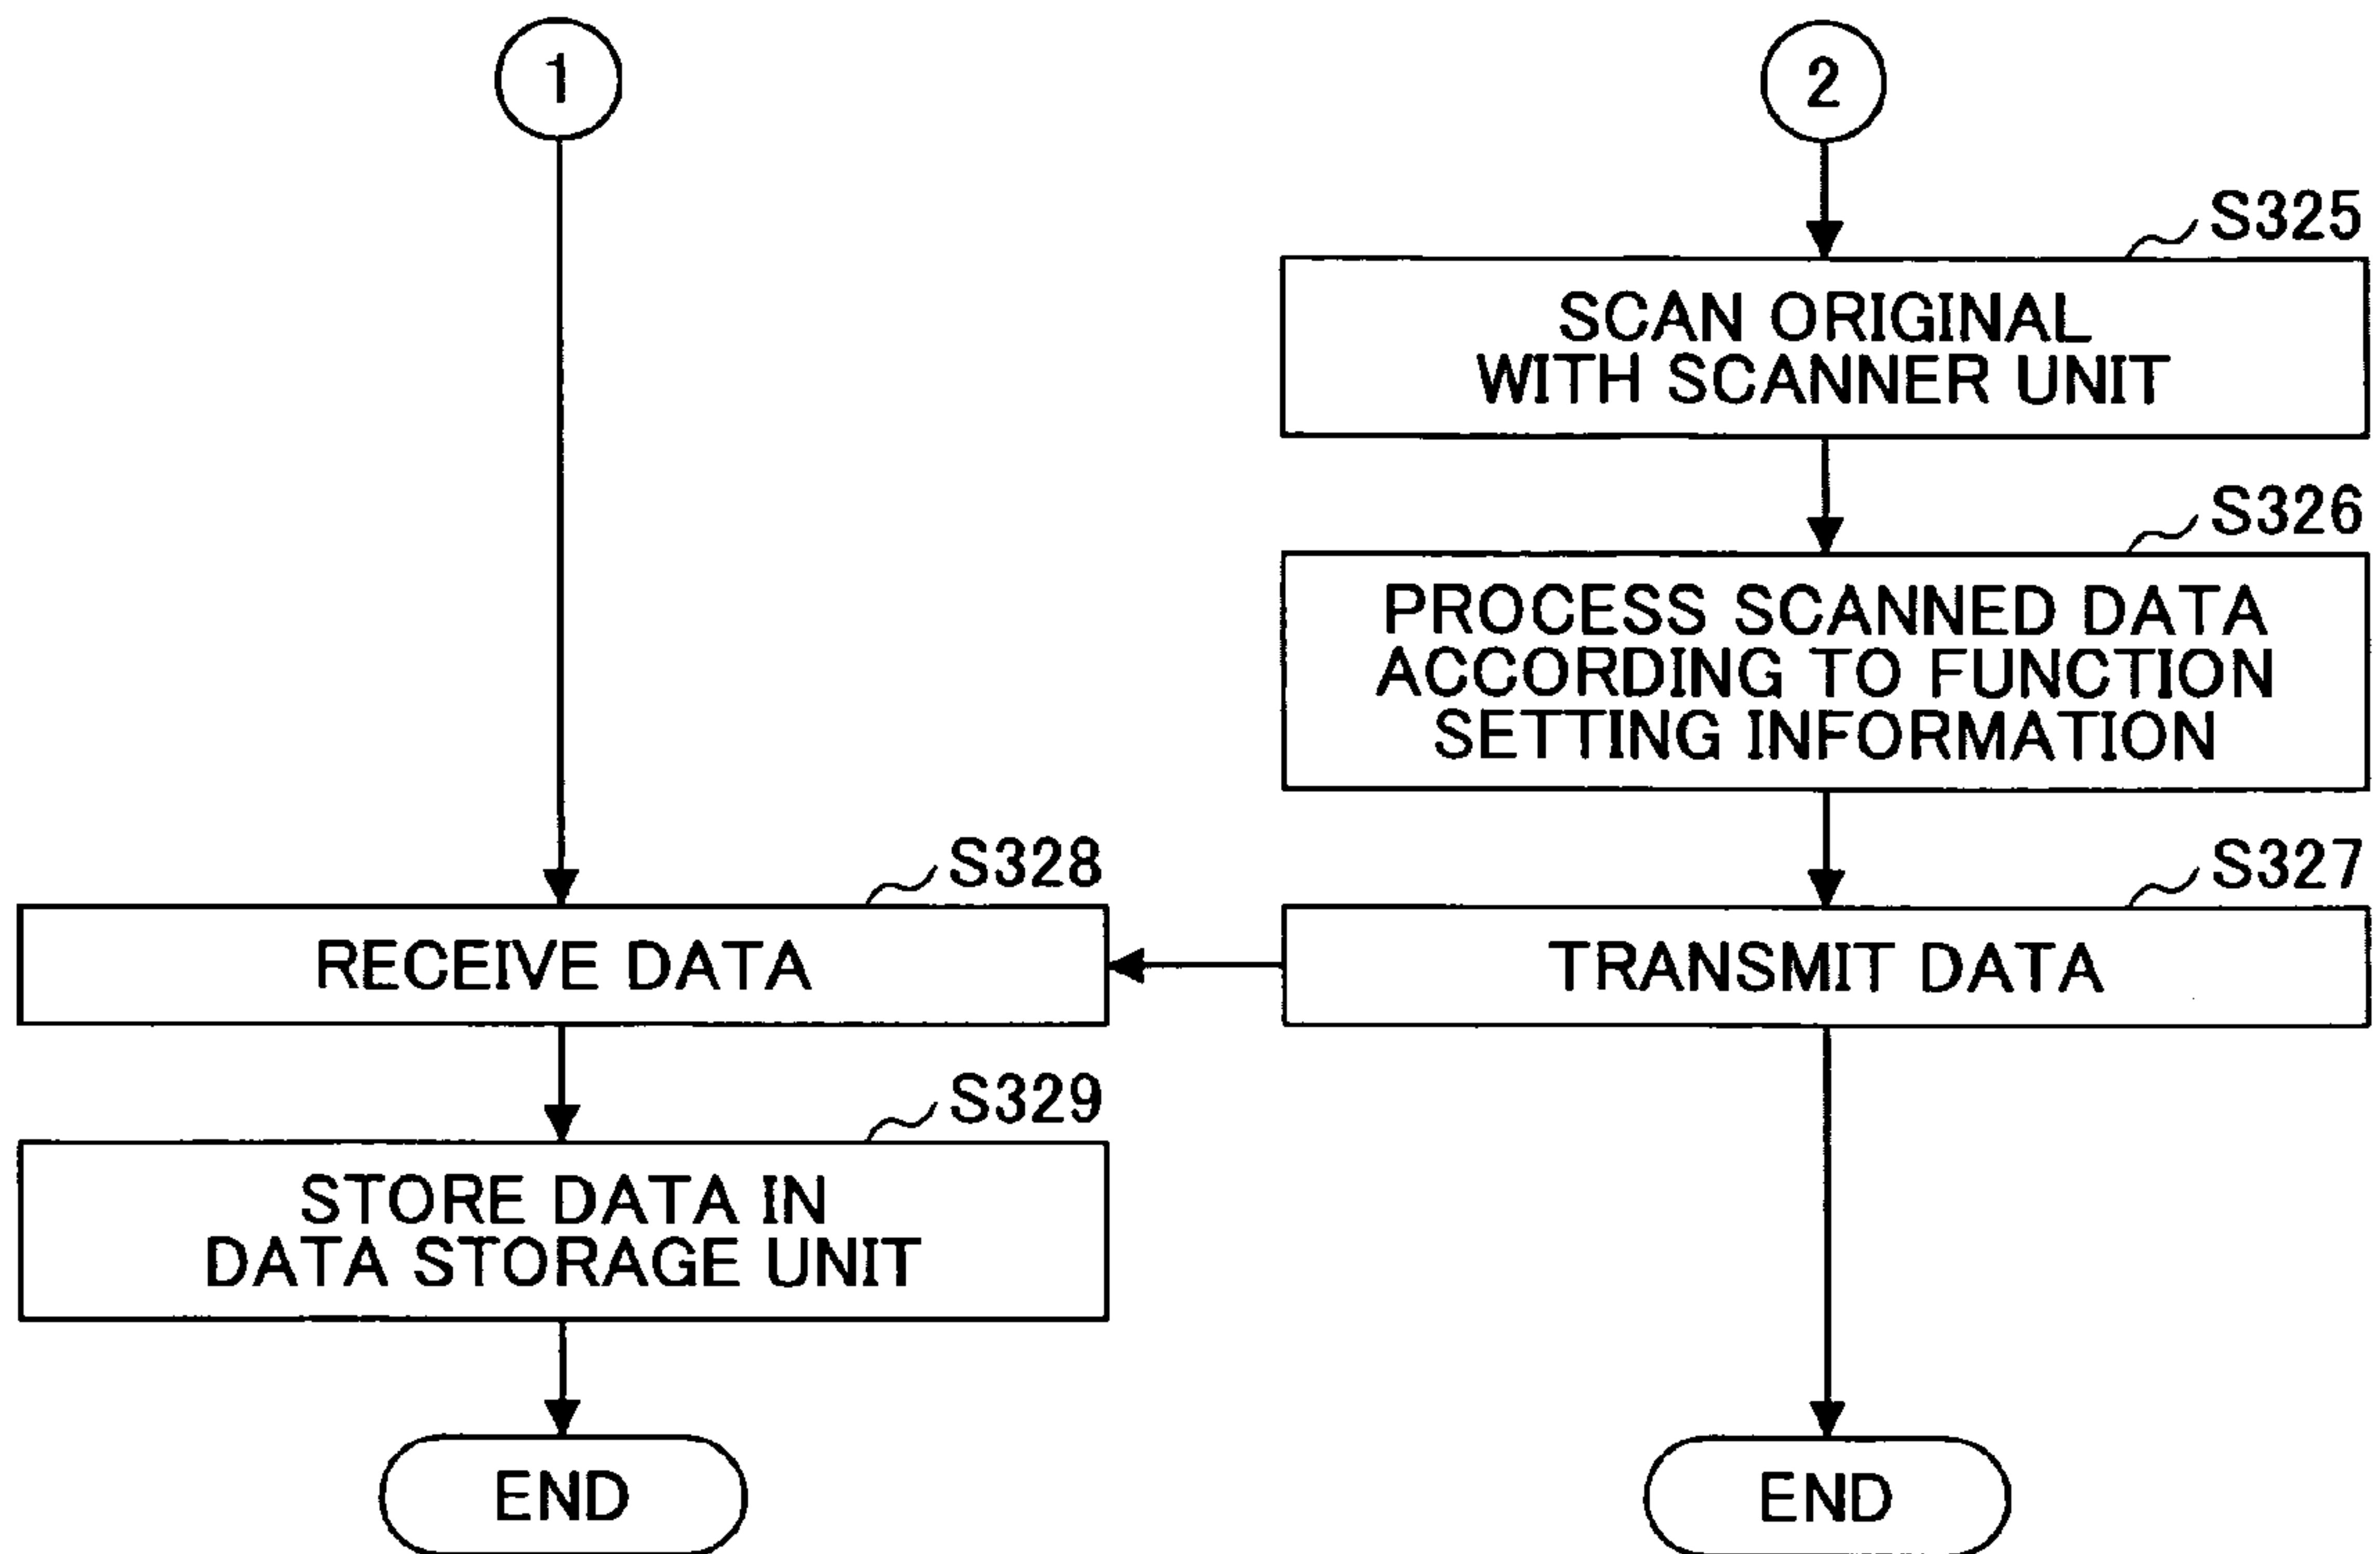 1
2
S325
SCAN ORIGINAL
WITH SCANNER UNIT
S326
PROCESS SCANNED DATA
ACCORDING TO FUNCTION
SETTING INFORMATION
S328
RECEIVE DATA
S327
TRANSMIT DATA
S329
STORE DATA IN
DATA STORAGE UNIT
END
END